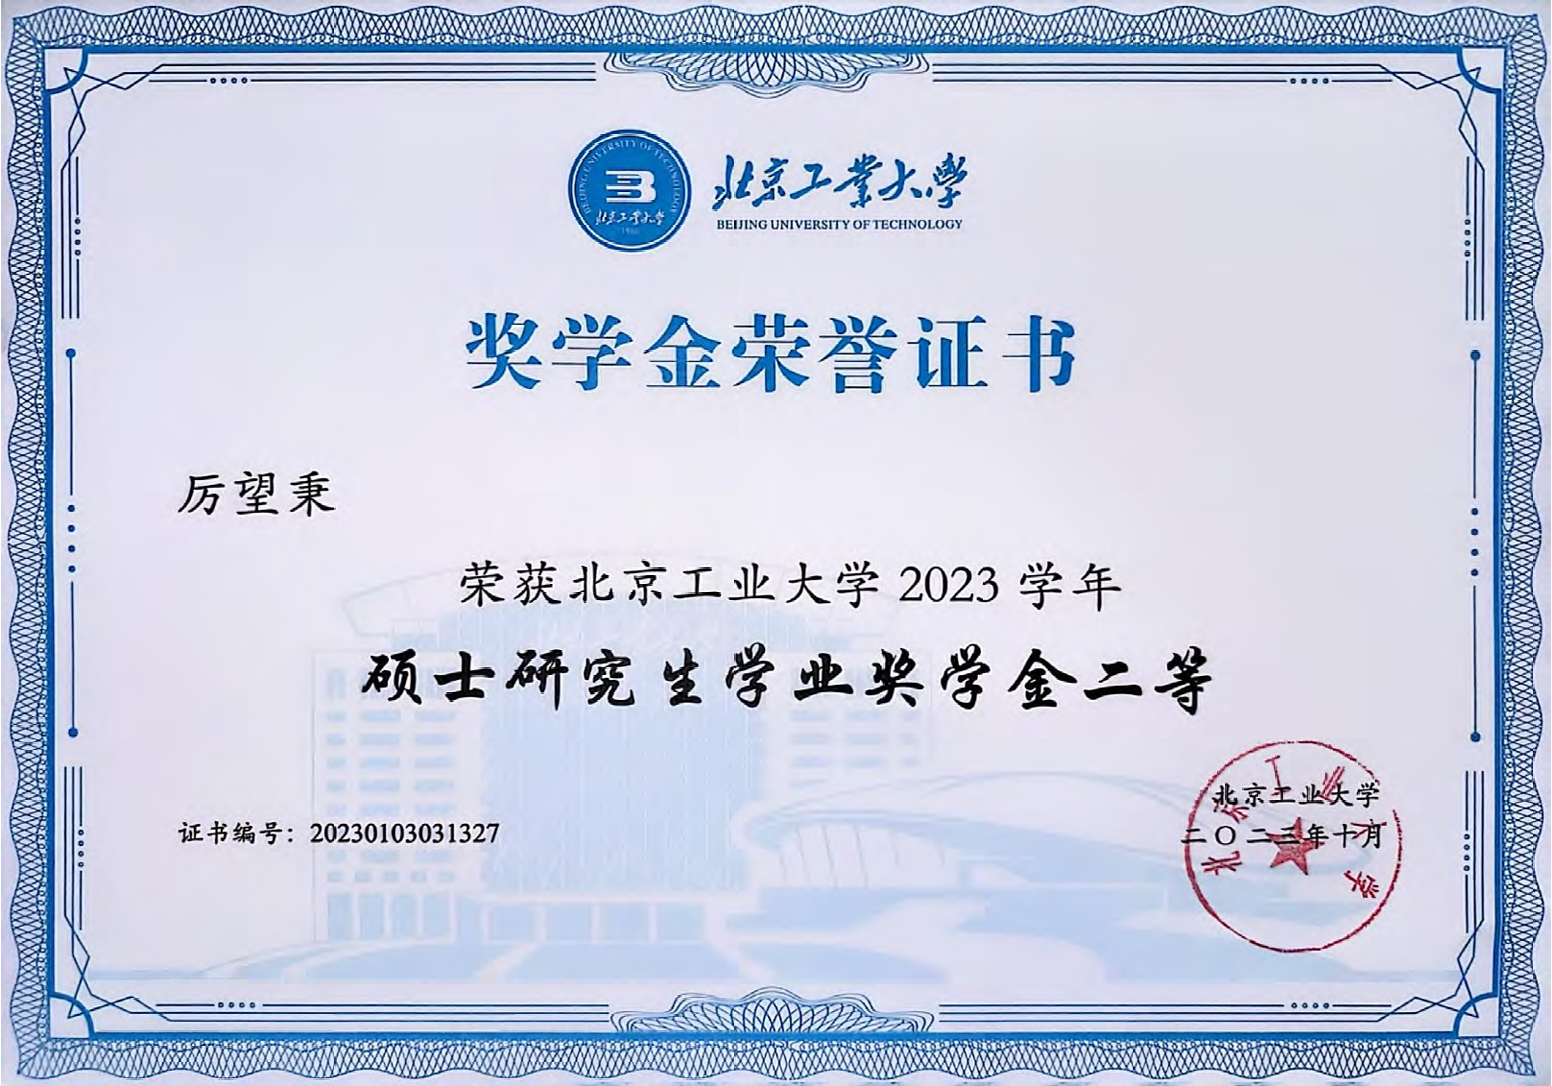 BEIJING UNIVERSITY OF TECHNOLOGY
北京工业大学
1960
北京工業大學
BEIJING UNIVERSITY OF TECHNOLOGY
奖学金荣誉证书
厉望秉
荣获北京工业大学 2023 学年
硕士研究生学业奖学金二等
证书编号：20230103031327
北京工业大学
二〇二三年十月
北京工业大学